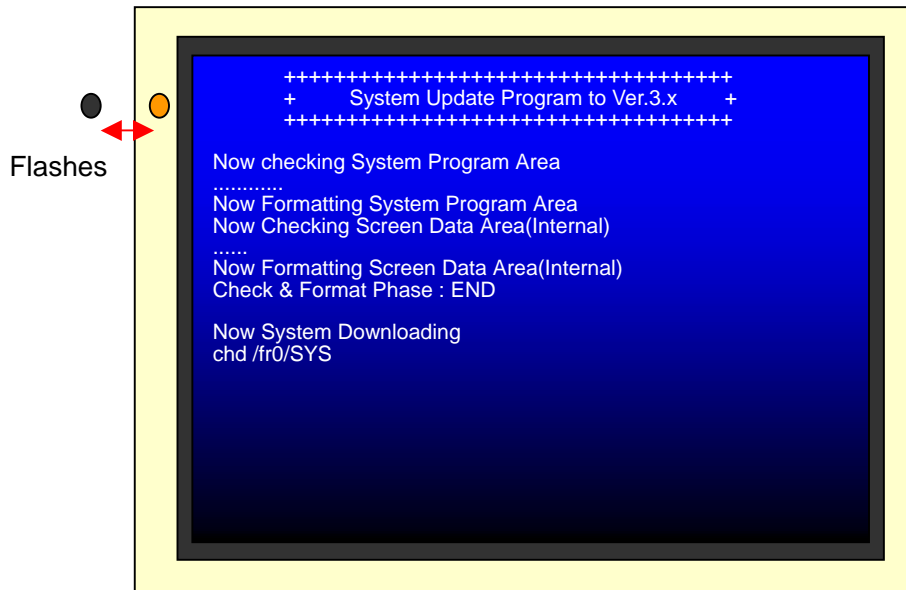 +++++++++++++++++++++++++++++++++++++
+ System Update Program to Ver.3.x +
+++++++++++++++++++++++++++++++++++++
Flashes
Now checking System Program Area
............
Now Formatting System Program Area
Now Checking Screen Data Area(Internal)
......
Now Formatting Screen Data Area(Internal)
Check & Format Phase : END
Now System Downloading
chd /fr0/SYS